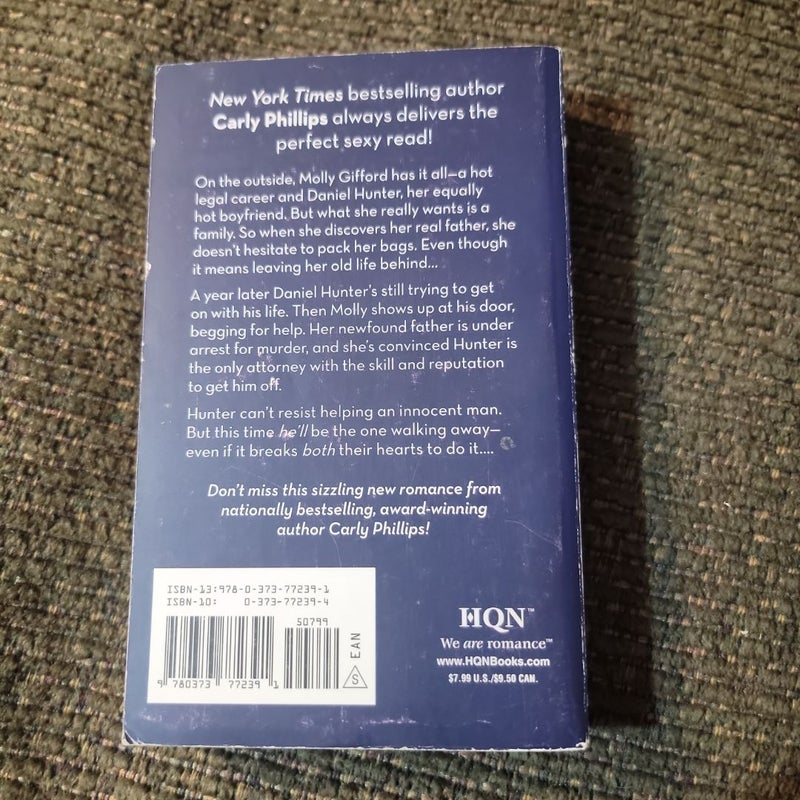 New York Times bestselling author
Carly Phillips always delivers the
perfect sexy read!
On the outside, Molly Gifford has it all—a hot
legal career and Daniel Hunter, her equally
hot boyfriend. But what she really wants is a
family. So when she discovers her real father, she
doesn't hesitate to pack her bags. Even though
it means leaving her old life behind...
A year later Daniel Hunter's still trying to get
on with his life. Then Molly shows up at his door,
begging for help. Her newfound father is under
arrest for murder, and she's convinced Hunter is
the only attorney with the skill and reputation
to get him off.
Hunter can't resist helping an innocent man.
But this time he'll be the one walking away—
even if it breaks both their hearts to do it....
Don't miss this sizzling new romance from
nationally bestselling, award-winning
author Carly Phillips!
ISBN-13:978-0-373-77239-1
ISBN-10: 0-373-77239-4
50799
EAN
S
9 780373 77239 1
HQN™
We are romance™
www.HQNBooks.com
$7.99 U.S./$9.50 CAN.